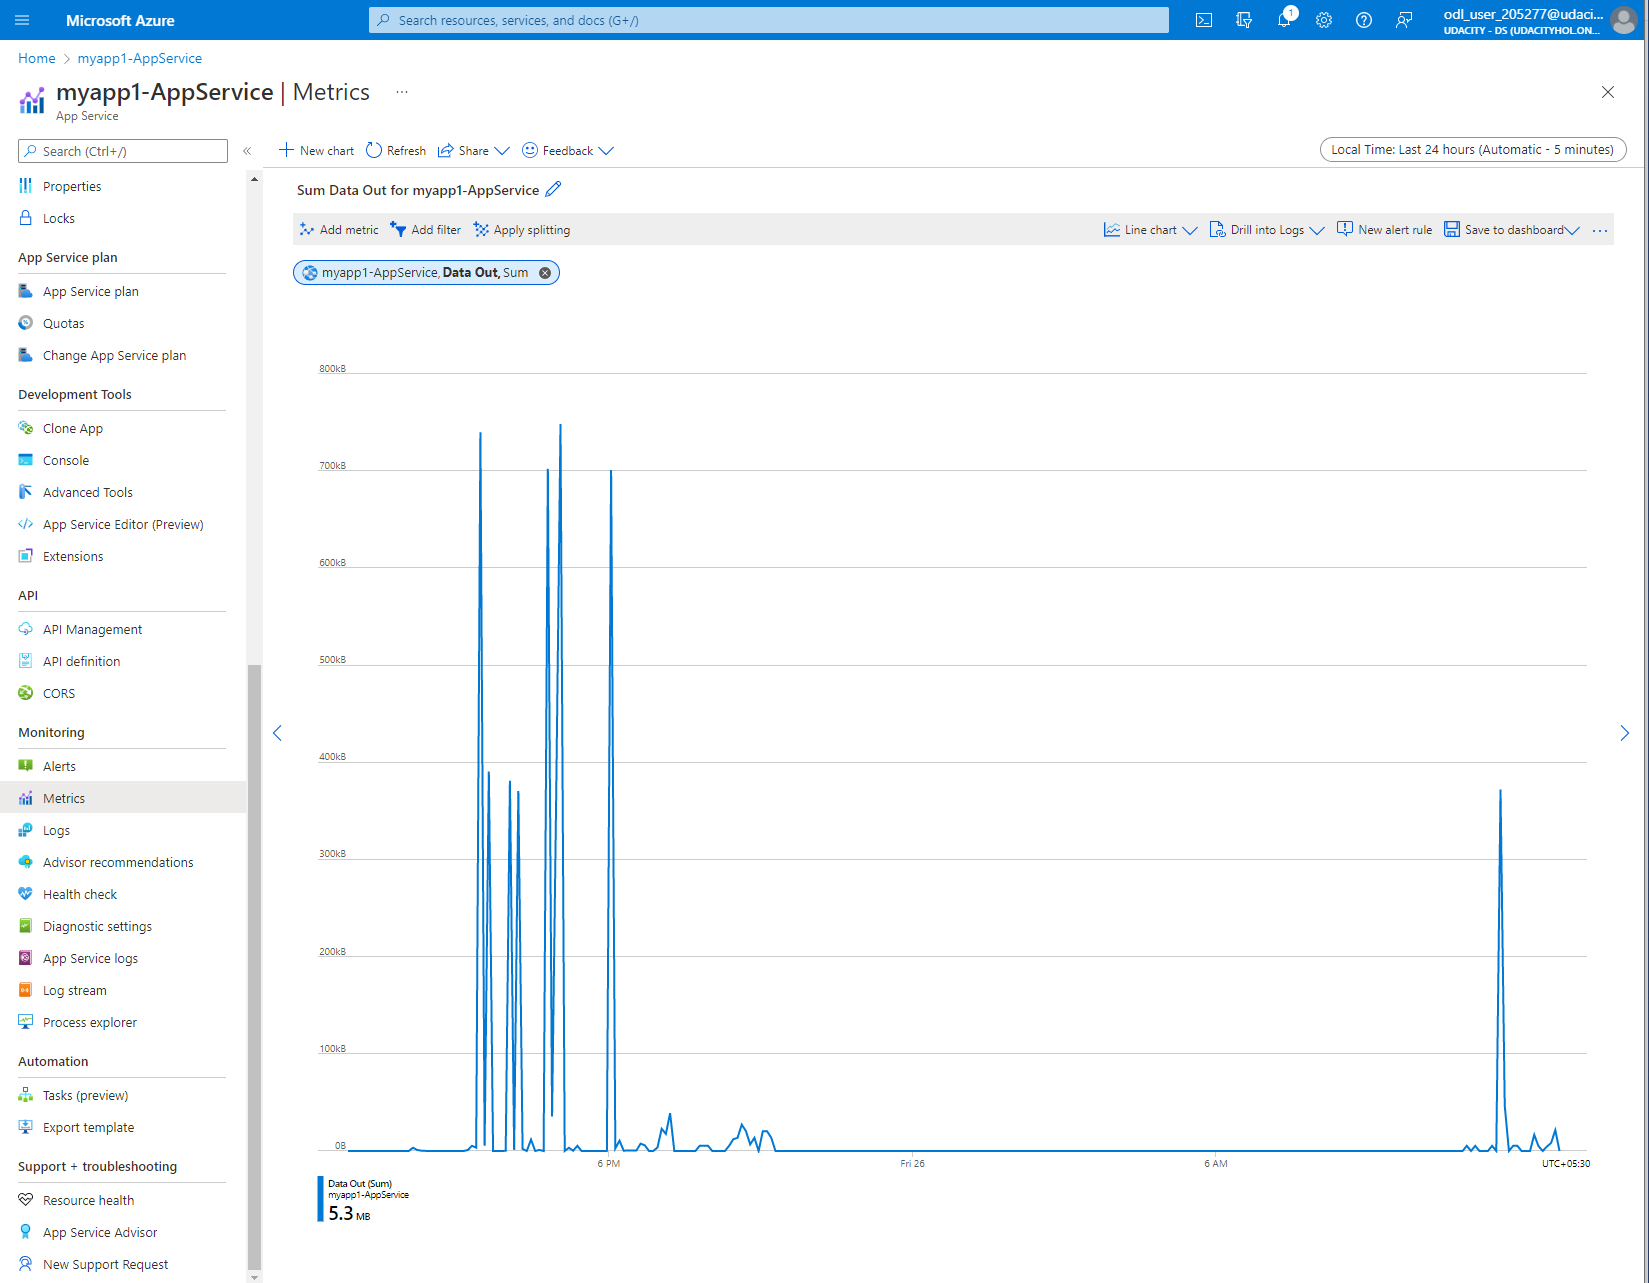 Microsoft Azure
Search resources, services, and docs (G+/)
1
odl_user_205277@udaci...
UDACITY - DS (UDACITYHOL.ON...
Home > myapp1-AppService
myapp1-AppService | Metrics ...
App Service
Search (Ctrl+/)
«
New chart Refresh Share Feedback
Local Time: Last 24 hours (Automatic - 5 minutes)
Properties
Locks
App Service plan
App Service plan
Quotas
Change App Service plan
Development Tools
Clone App
Console
Advanced Tools
App Service Editor (Preview)
Extensions
API
API Management
API definition
CORS
Monitoring
Alerts
Metrics
Logs
Advisor recommendations
Health check
Diagnostic settings
App Service logs
Log stream
Process explorer
Automation
Tasks (preview)
Export template
Support + troubleshooting
Resource health
App Service Advisor
New Support Request
Sum Data Out for myapp1-AppService
Add metric Add filter Apply splitting
Line chart Drill into Logs New alert rule Save to dashboard ...
myapp1-AppService, Data Out, Sum
800kB
700kB
600kB
500kB
400kB
300kB
200kB
100kB
0B
6 PM Fri 26 6 AM UTC+05:30
Data Out (Sum)
myapp1-AppService
5.3 MB